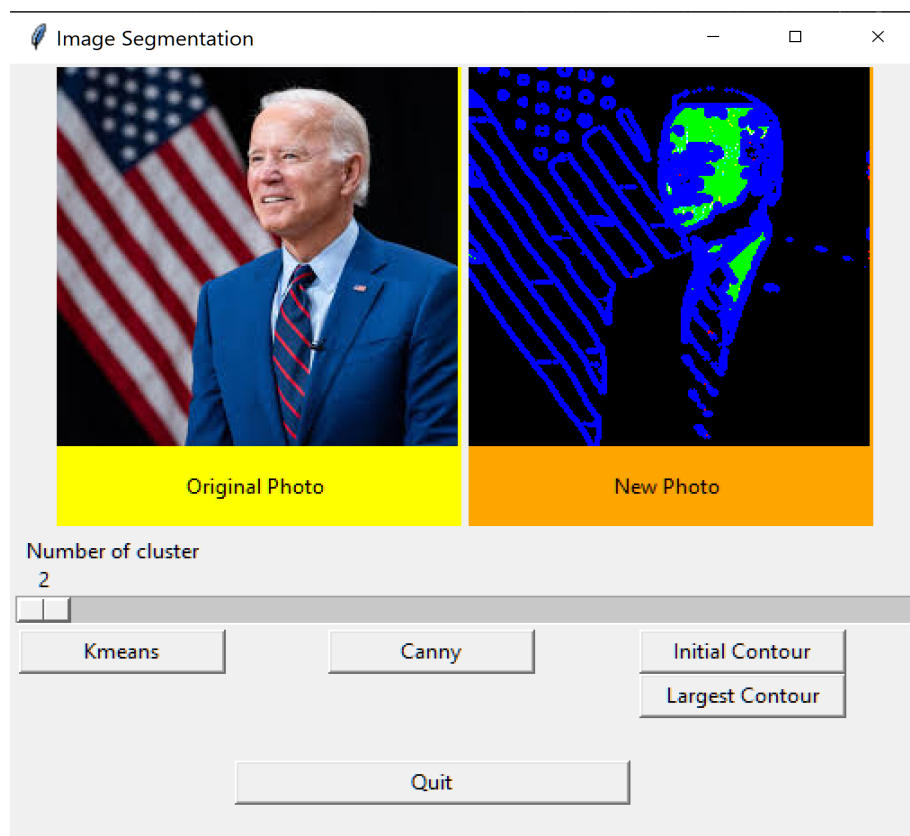 Image Segmentation
Original Photo
New Photo
Number of cluster
2
Kmeans
Canny
Initial Contour
Largest Contour
Quit